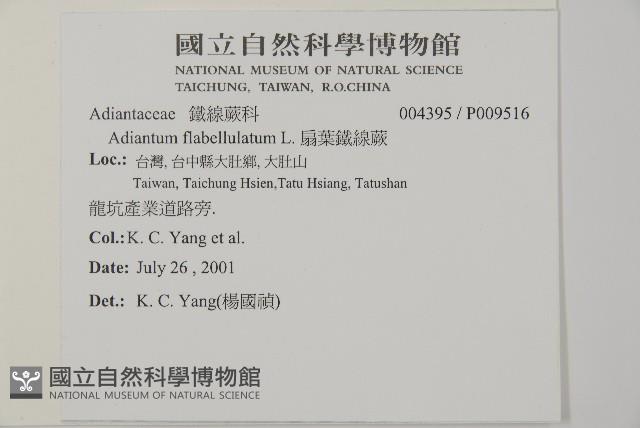 國立自然科學博物館
NATIONAL MUSEUM OF NATURAL SCIENCE
TAICHUNG, TAIWAN, R.O.CHINA
Adiantaceae 鐵線蕨科 004395 / P009516
Adiantum flabellulatum L. 扇葉鐵線蕨
Loc.: 台灣, 台中縣大肚鄉, 大肚山
Taiwan, Taichung Hsien,Tatu Hsiang, Tatushan
龍坑產業道路旁.
Col.:K. C. Yang et al.
Date: July 26 , 2001
Det.: K. C. Yang(楊國禎)
國立自然科學博物館
NATIONAL MUSEUM OF NATURAL SCIENCE